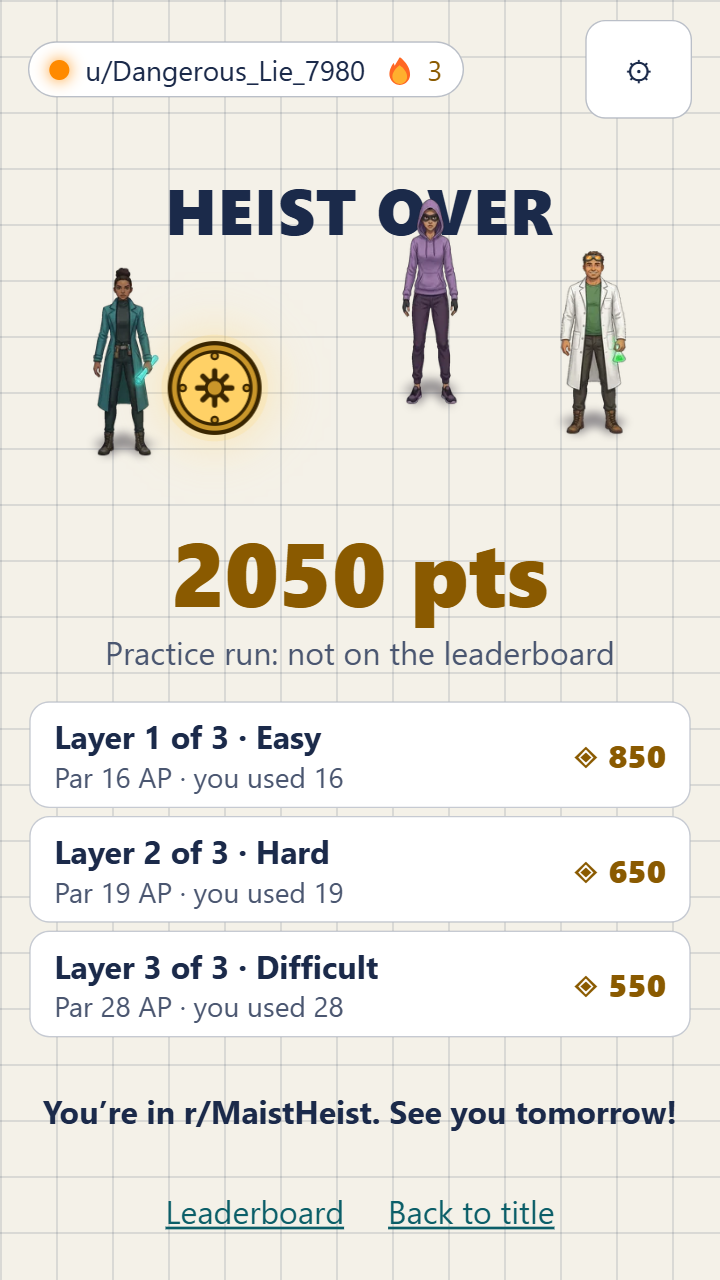 u/Dangerous_Lie_7980 🔥 3
HEIST OVER
2050 pts
Practice run: not on the leaderboard
Layer 1 of 3 · Easy
Par 16 AP · you used 16
850
Layer 2 of 3 · Hard
Par 19 AP · you used 19
650
Layer 3 of 3 · Difficult
Par 28 AP · you used 28
550
You’re in r/MaistHeist. See you tomorrow!
Leaderboard Back to title